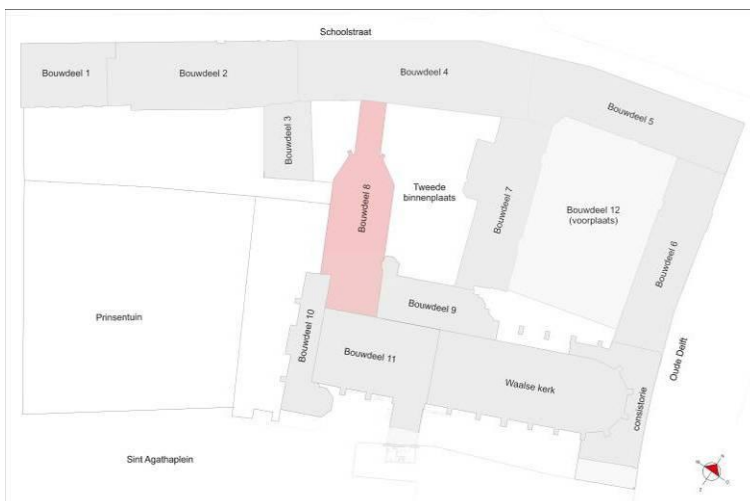 Schoolstraat
Bouwdeel 1
Bouwdeel 2
Bouwdeel 4
Bouwdeel 5
Bouwdeel 3
Bouwdeel 8
Tweede
binnenplaats
Bouwdeel 7
Bouwdeel 12
(voorplaats)
Bouwdeel 6
Prinsentuin
Bouwdeel 10
Bouwdeel 9
Bouwdeel 11
Waalse kerk
consistorie
Oude Delft
Sint Agathaplein